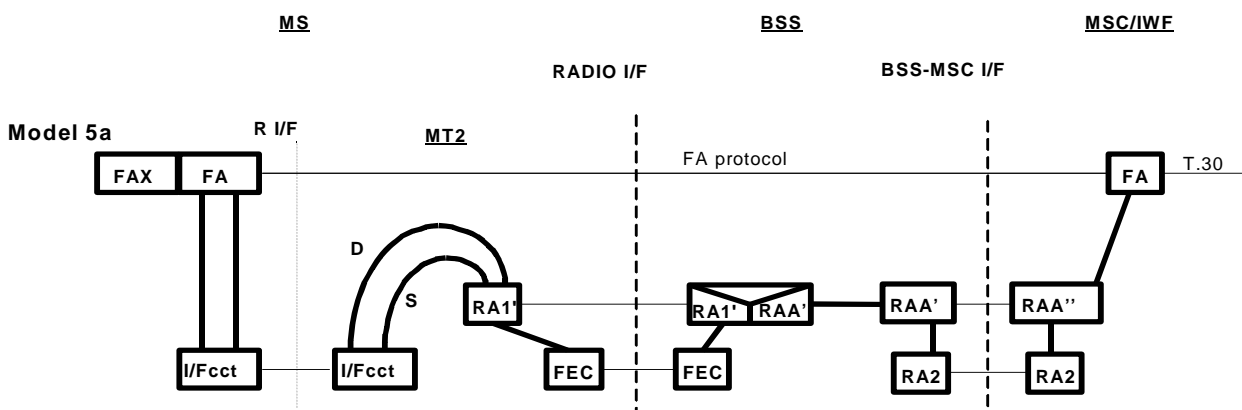 MS BSS MSC/IWF
RADIO I/F BSS-MSC I/F
Model 5a R I/F MT2
FA protocol
FAX FA FA T.30
D
S
RA1' RA1' RAA' RAA' RAA''
I/Fcct I/Fcct FEC FEC RA2 RA2